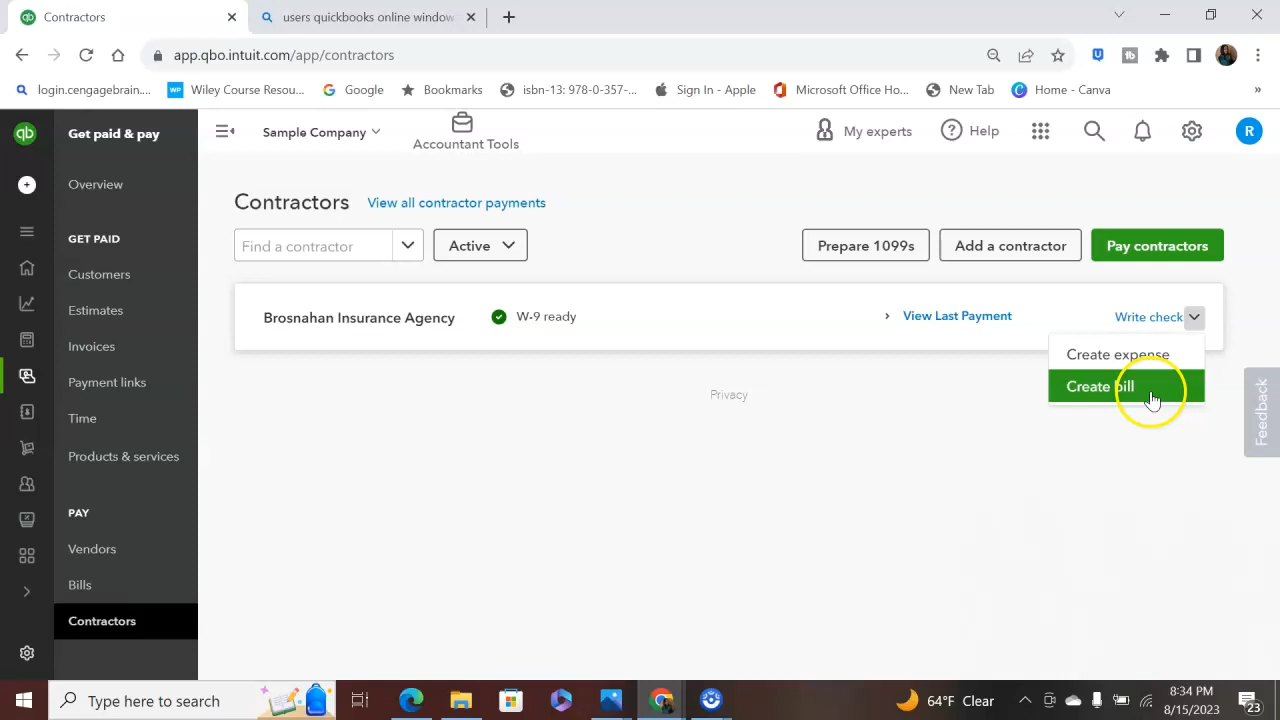 Contractors
users quickbooks online window
app.qbo.intuit.com/app/contractors
login.cengagebrain....
Wiley Course Resou...
Google
Bookmarks
isbn-13: 978-0-357-...
Sign In - Apple
Microsoft Office Ho...
New Tab
Home - Canva
»
qb
Get paid & pay
Sample Company
Accountant Tools
My experts
Help
R
Overview
GET PAID
Customers
Estimates
Invoices
Payment links
Time
Products & services
PAY
Vendors
Bills
Contractors
Contractors
View all contractor payments
Find a contractor
Active
Prepare 1099s
Add a contractor
Pay contractors
Brosnahan Insurance Agency
W-9 ready
View Last Payment
Write check
Create expense
Create bill
Privacy
Feedback
Type here to search
64°F Clear
8:34 PM
8/15/2023
23